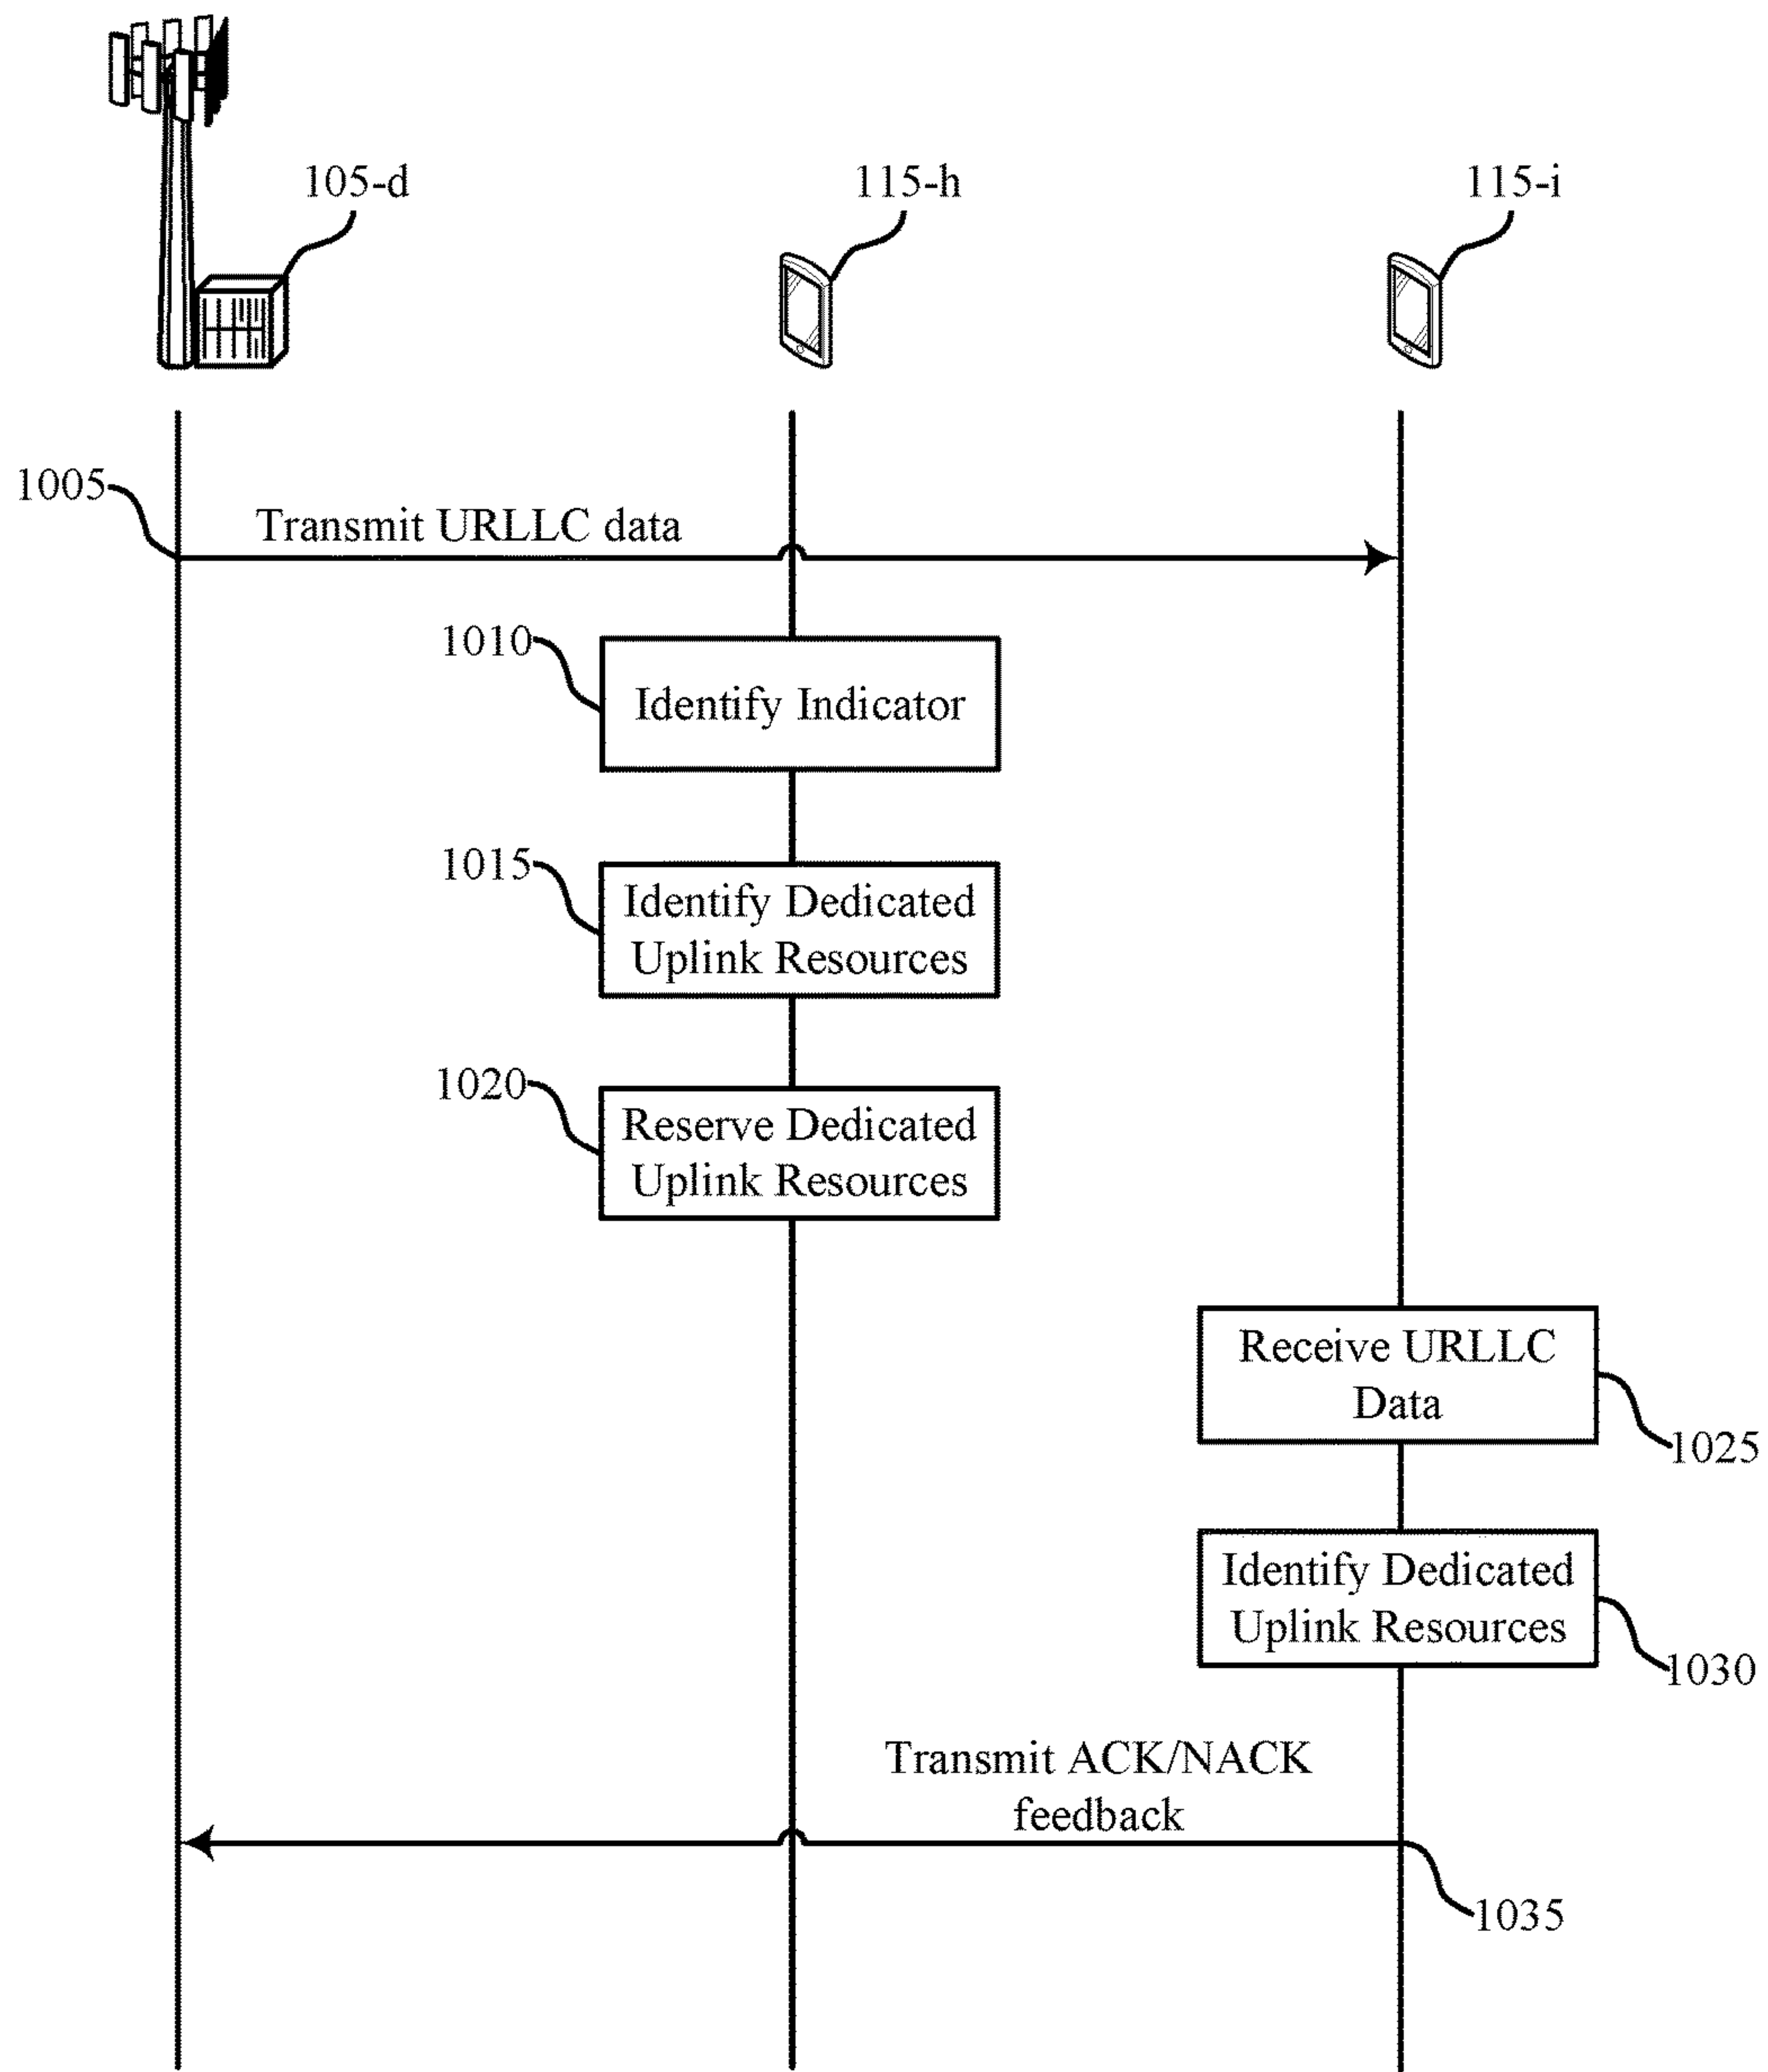 105-d
115-h
115-i
1005
Transmit URLLC data
1010
Identify Indicator
1015
Identify Dedicated
Uplink Resources
1020
Reserve Dedicated
Uplink Resources
Receive URLLC
Data
1025
Identify Dedicated
Uplink Resources
1030
Transmit ACK/NACK
feedback
1035